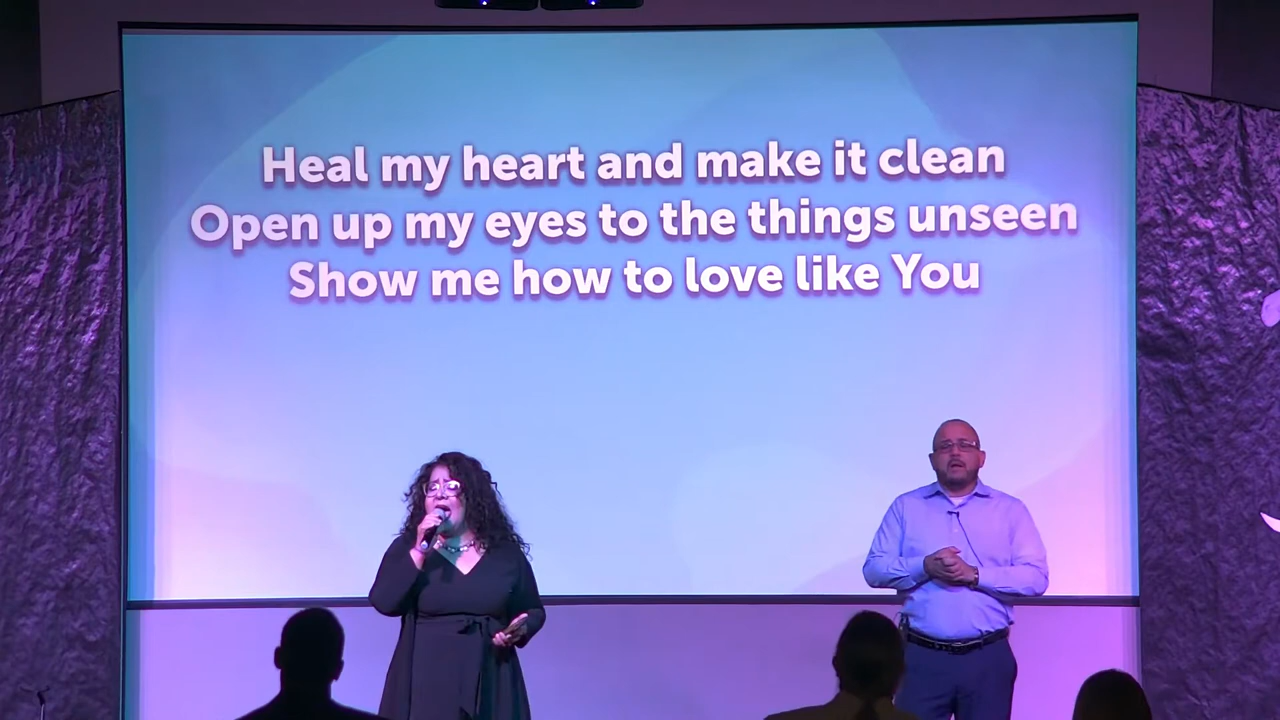 Heal my heart and make it clean
Open up my eyes to the things unseen
Show me how to love like You